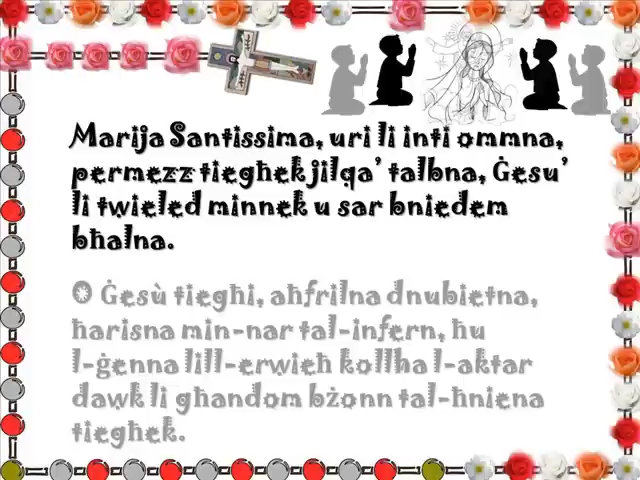 Marija Santissima, uri li inti ommna,
permezz tiegħek jilqa' talbna, Ġesu'
li twieled minnek u sar bniedem
bħalna.
O Ġesù tiegħi, aħfrilna dnubietna,
ħarisna min-nar tal-infern, ħu
l-ġenna lill-erwieħ kollha l-aktar
dawk li għandom bżonn tal-ħniena
tiegħek.